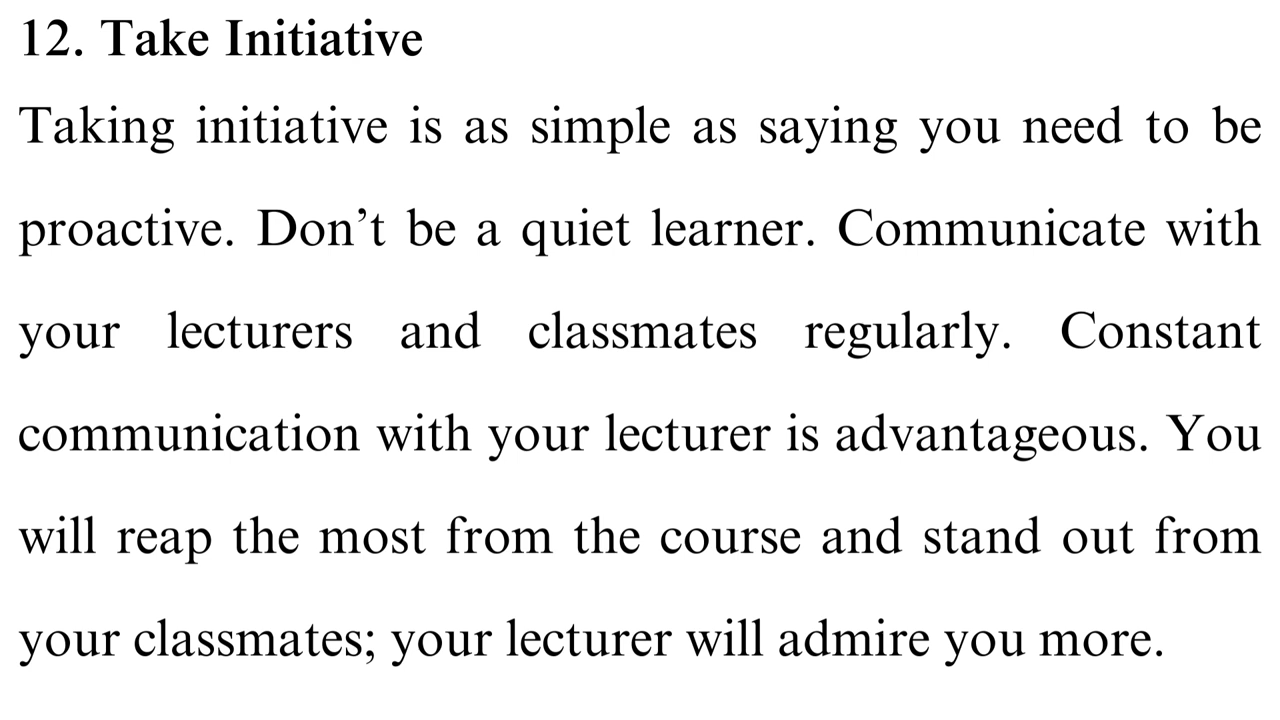 12. Take Initiative
Taking initiative is as simple as saying you need to be
proactive. Don’t be a quiet learner. Communicate with
your lecturers and classmates regularly. Constant
communication with your lecturer is advantageous. You
will reap the most from the course and stand out from
your classmates; your lecturer will admire you more.